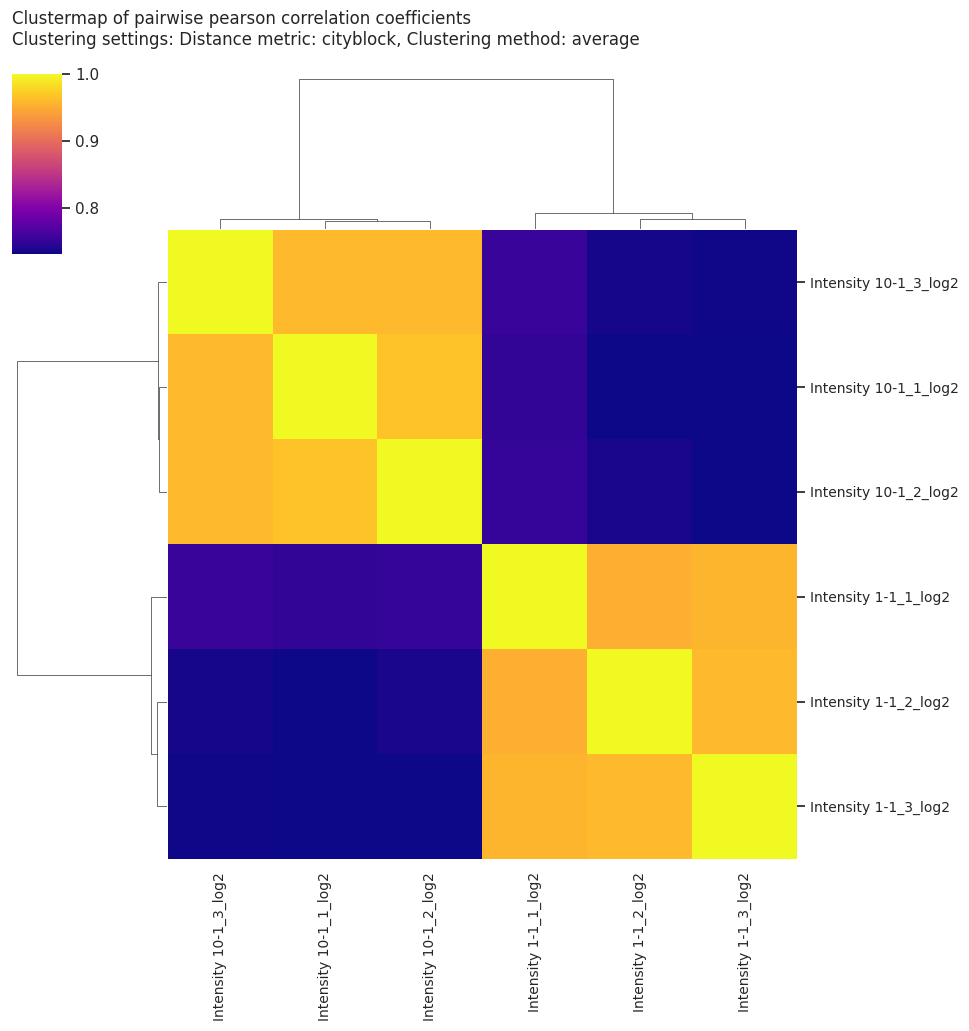 Clustermap of pairwise pearson correlation coefficients
Clustering settings: Distance metric: cityblock, Clustering method: average
1.0
0.9
0.8
Intensity 10-1_3_log2
Intensity 10-1_1_log2
Intensity 10-1_2_log2
Intensity 1-1_1_log2
Intensity 1-1_2_log2
Intensity 1-1_3_log2
Intensity 10-1_3_log2
Intensity 10-1_1_log2
Intensity 10-1_2_log2
Intensity 1-1_1_log2
Intensity 1-1_2_log2
Intensity 1-1_3_log2